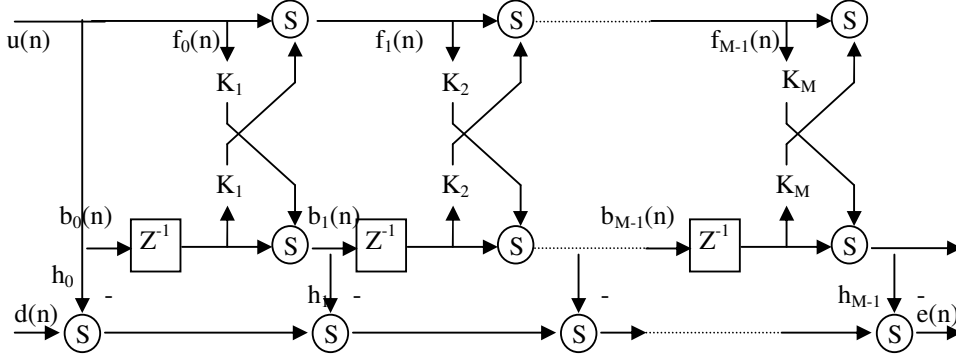 S S S
u(n) f0(n) f1(n) fM-1(n)
K1 K2 KM
K1 K2 KM
b0(n) b1(n) bM-1(n)
Z-1 S Z-1 S Z-1 S
h0 - h1 - - hM-1 -
d(n) e(n)
S S S S